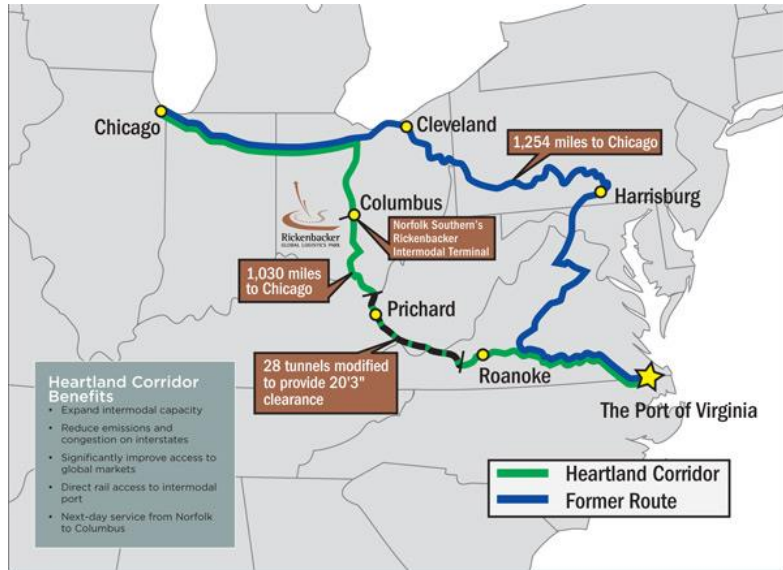 Chicago
Cleveland
1,254 miles to Chicago
Harrisburg
Columbus
Rickenbacker
GLOBAL LOGISTICS PARK
Norfolk Southern's
Rickenbacker
Intermodal Terminal
1,030 miles
to Chicago
Prichard
28 tunnels modified
to provide 20'3"
clearance
Roanoke
The Port of Virginia
Heartland Corridor
Benefits
• Expand intermodal capacity
• Reduce emissions and
congestion on interstates
• Significantly improve access to
global markets
• Direct rail access to intermodal
port
• Next-day service from Norfolk
to Columbus
Heartland Corridor
Former Route